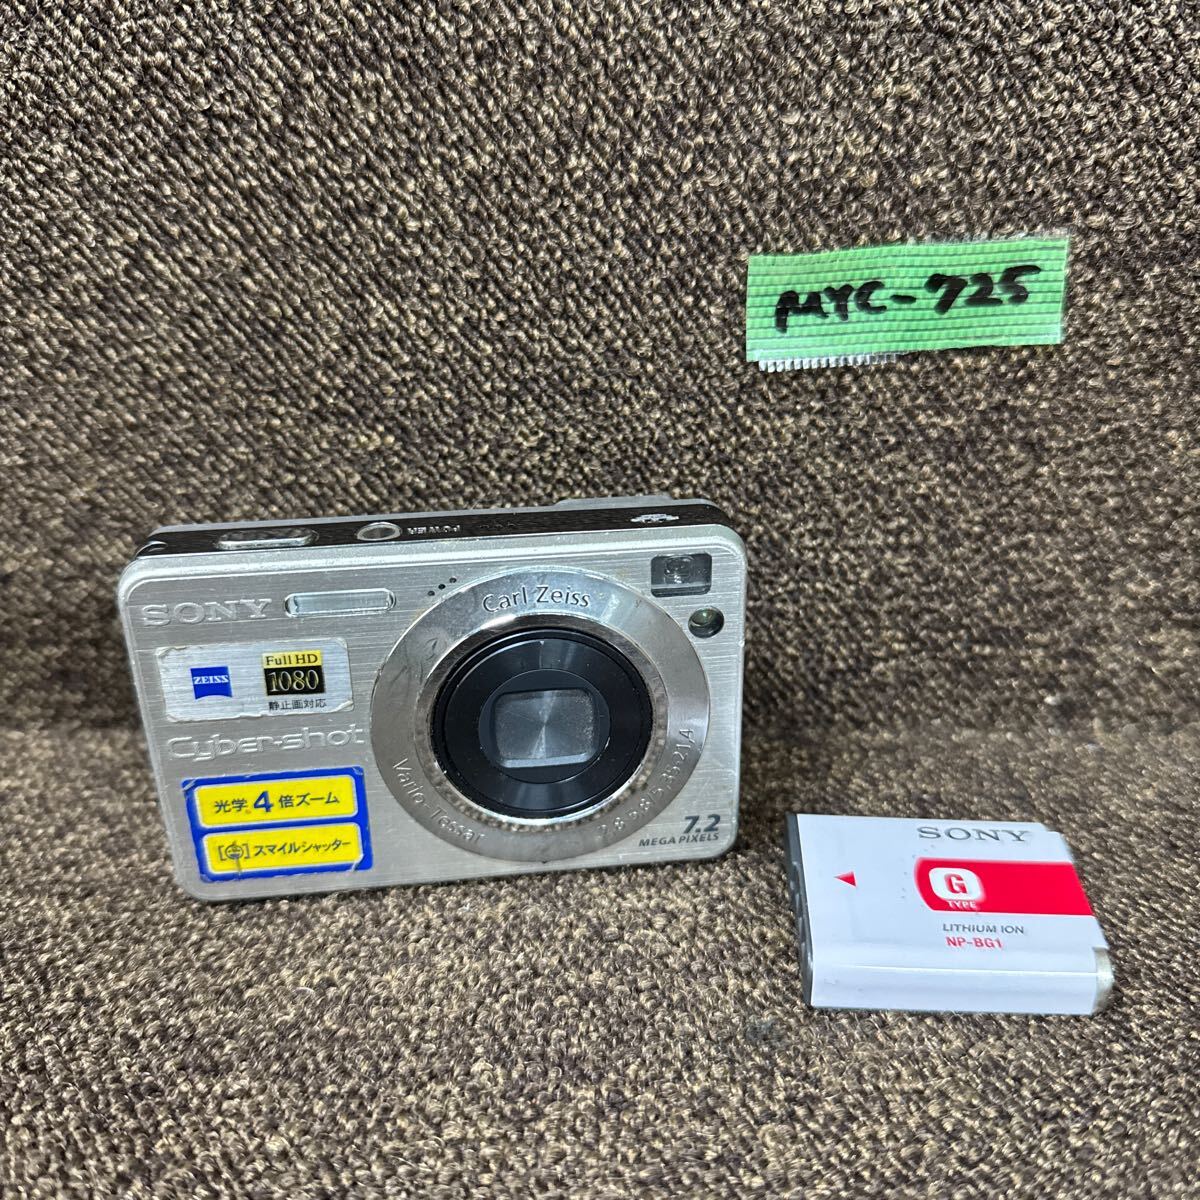 MYC-725
POWER
SONY
Carl Zeiss
ZEISS
Full HD
1080
静止画対応
Cyber-shot
Vario-Tessar
光学4倍ズーム
スマイルシャッター
7.2
MEGA PIXELS
SONY
G
TYPE
LITHIUM ION
NP-BG1